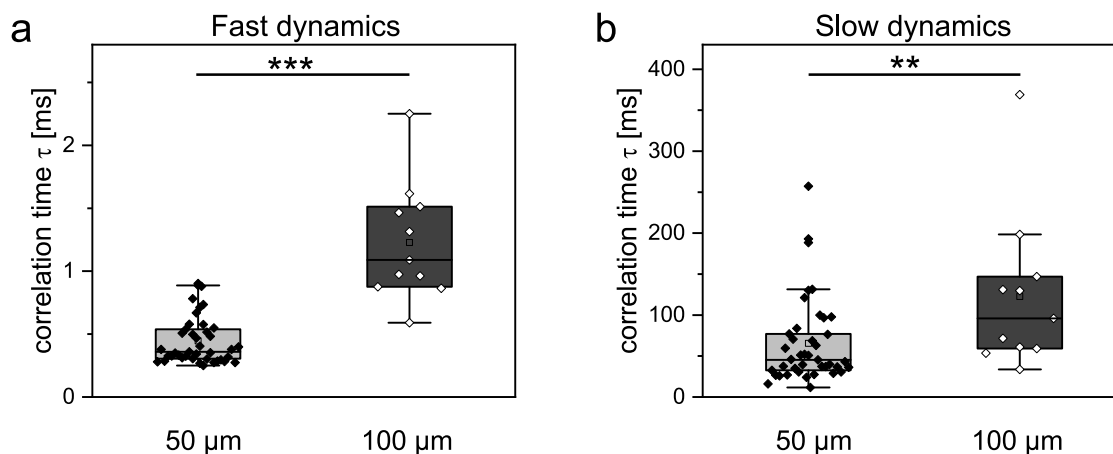 a
Fast dynamics
***
correlation time τ [ms]
2
1
0
50 µm
100 µm
b
Slow dynamics
**
correlation time τ [ms]
400
300
200
100
0
50 µm
100 µm